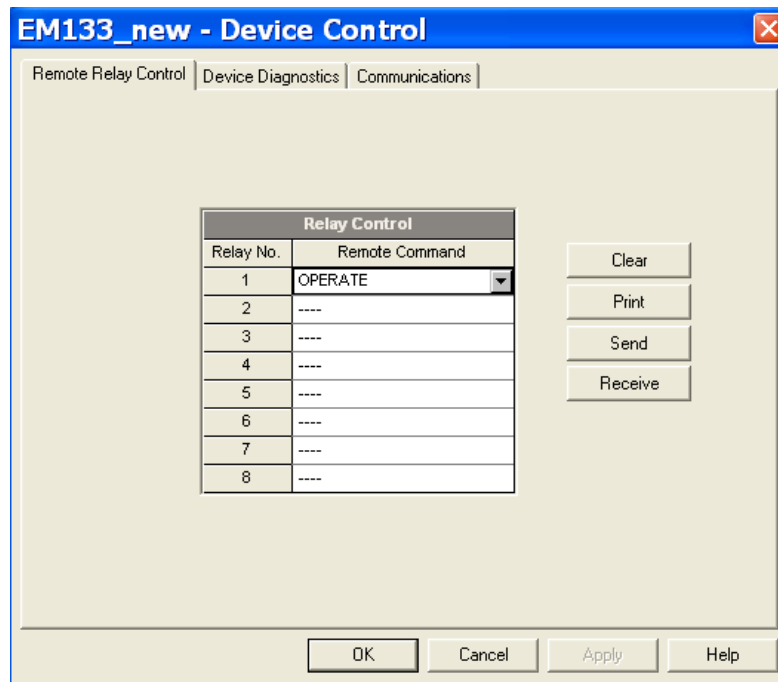 EM133_new - Device Control
Remote Relay Control Device Diagnostics Communications
Relay Control
Relay No. Remote Command
1 OPERATE
2 ----
3 ----
4 ----
5 ----
6 ----
7 ----
8 ----
Clear
Print
Send
Receive
OK Cancel Apply Help